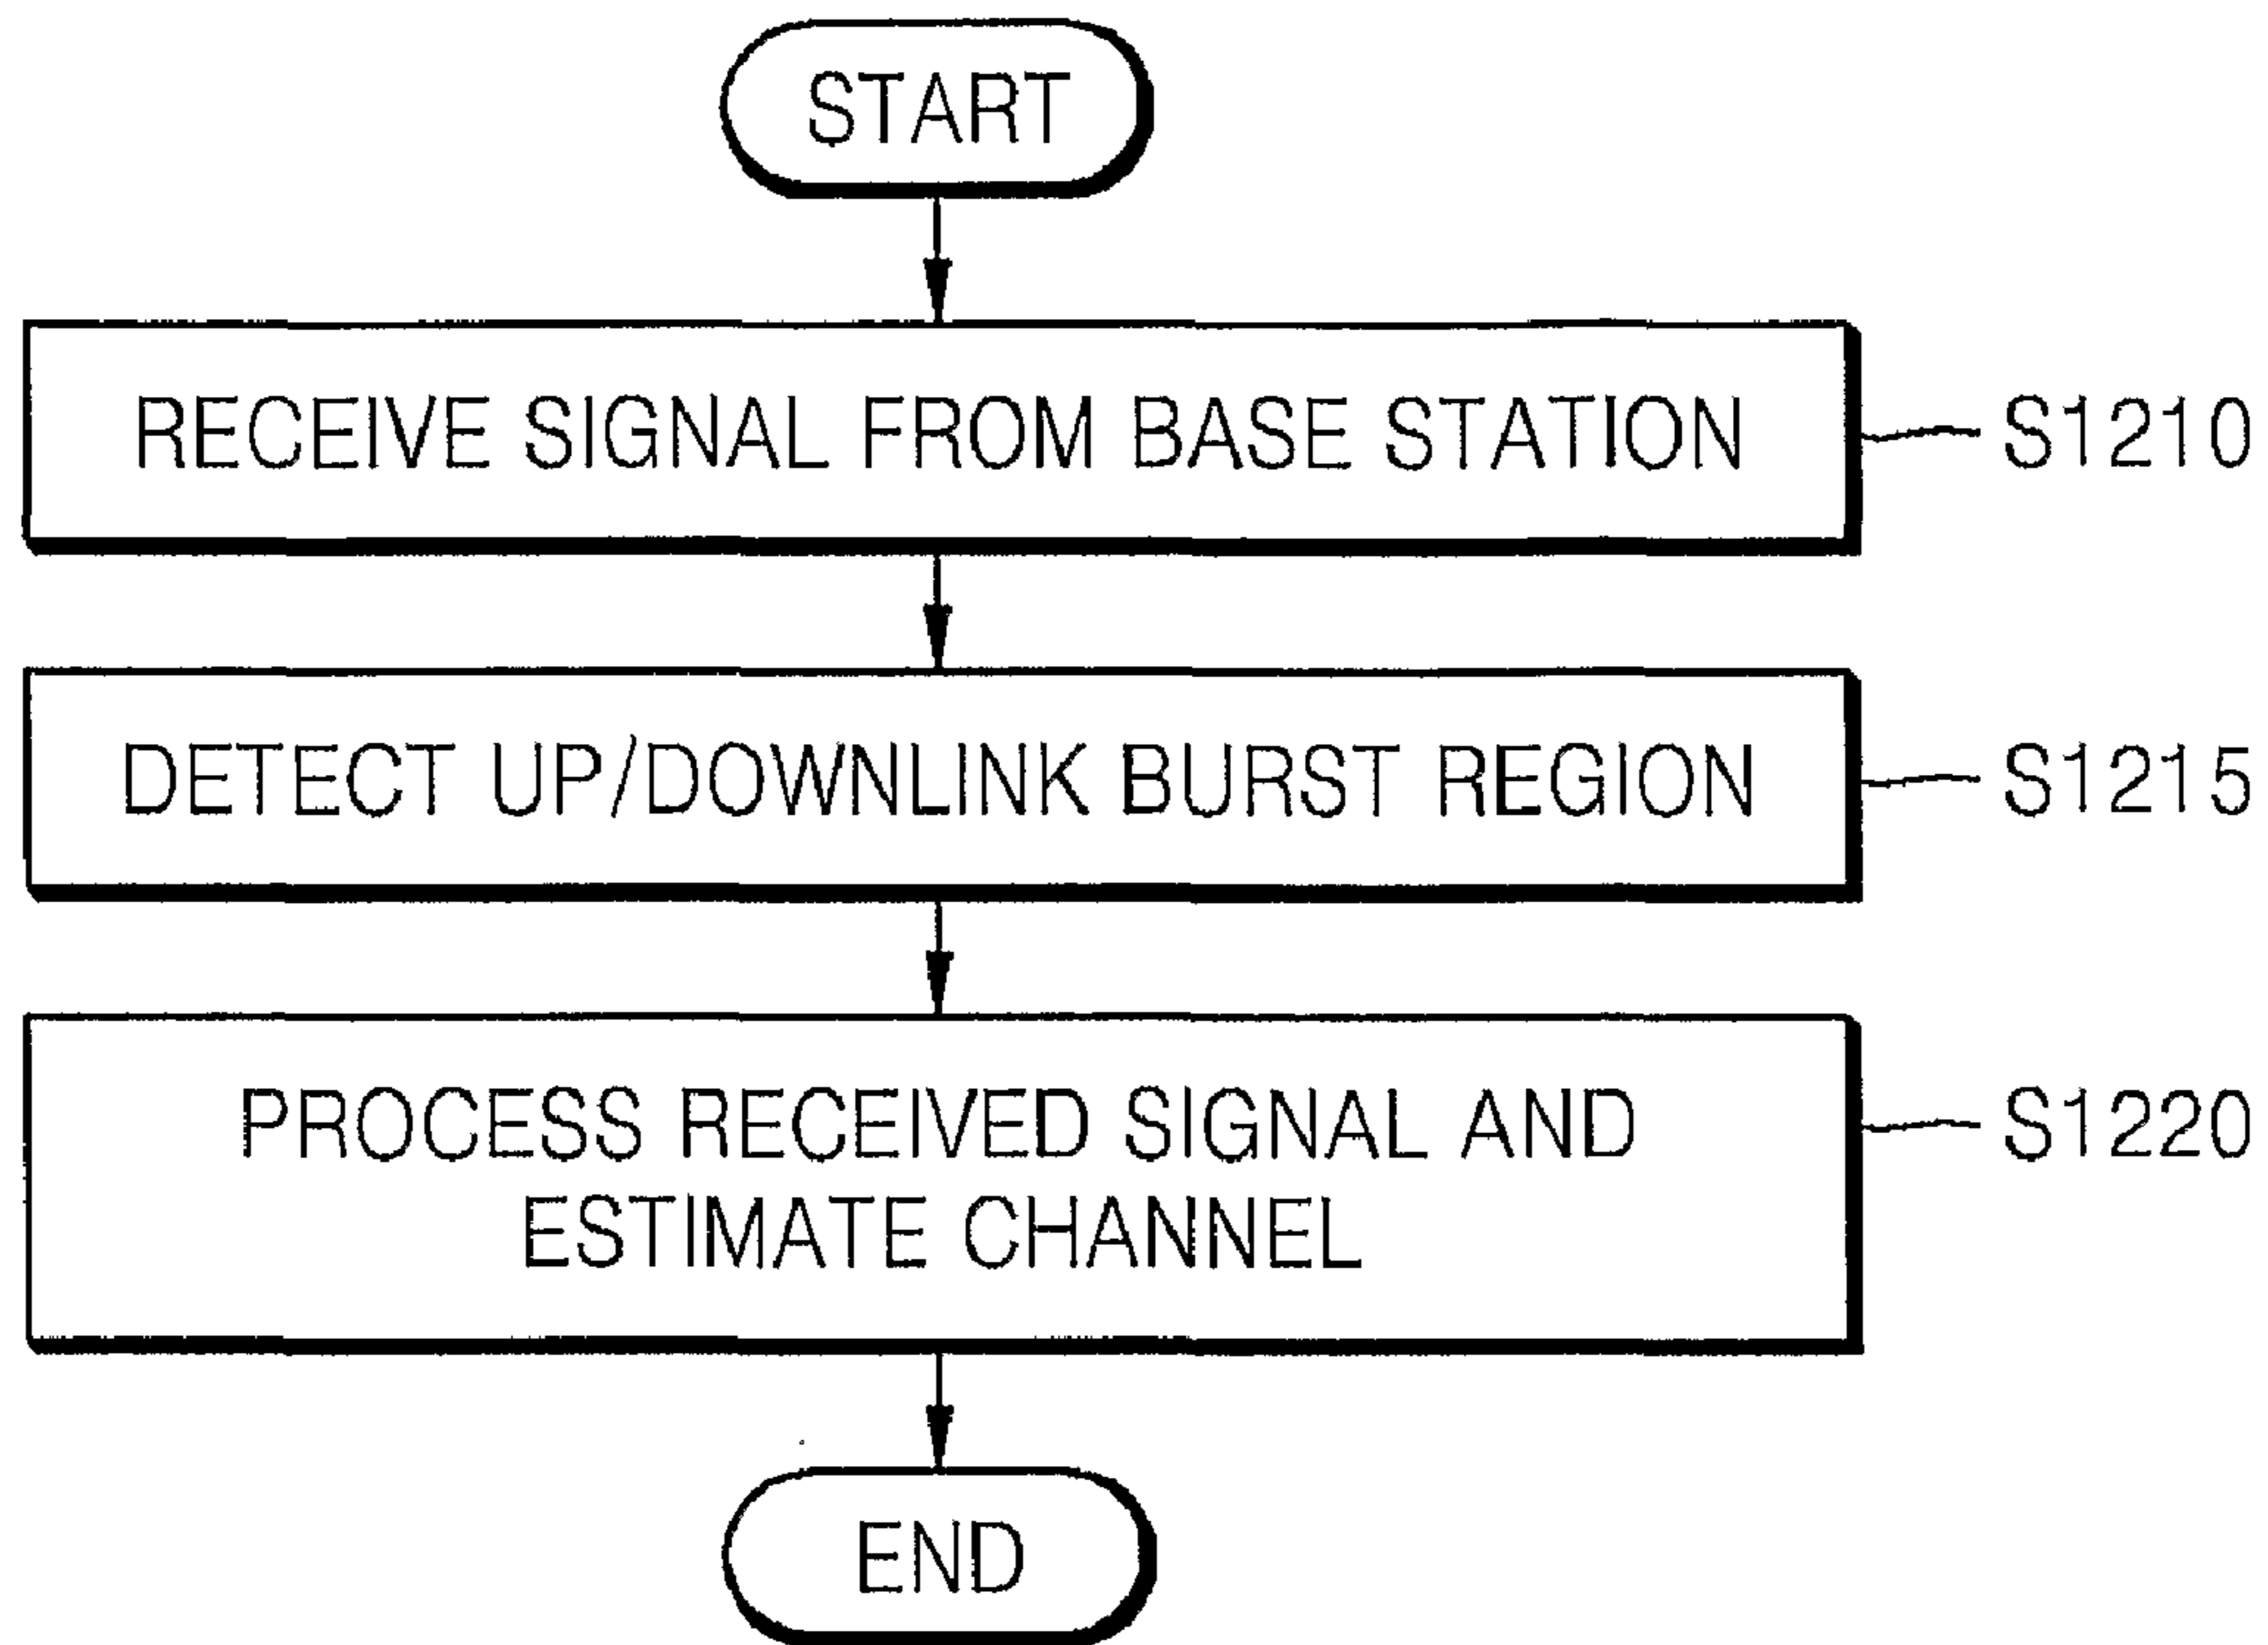 START
RECEIVE SIGNAL FROM BASE STATION
S1210
DETECT UP/DOWNLINK BURST REGION
S1215
PROCESS RECEIVED SIGNAL AND
ESTIMATE CHANNEL
S1220
END